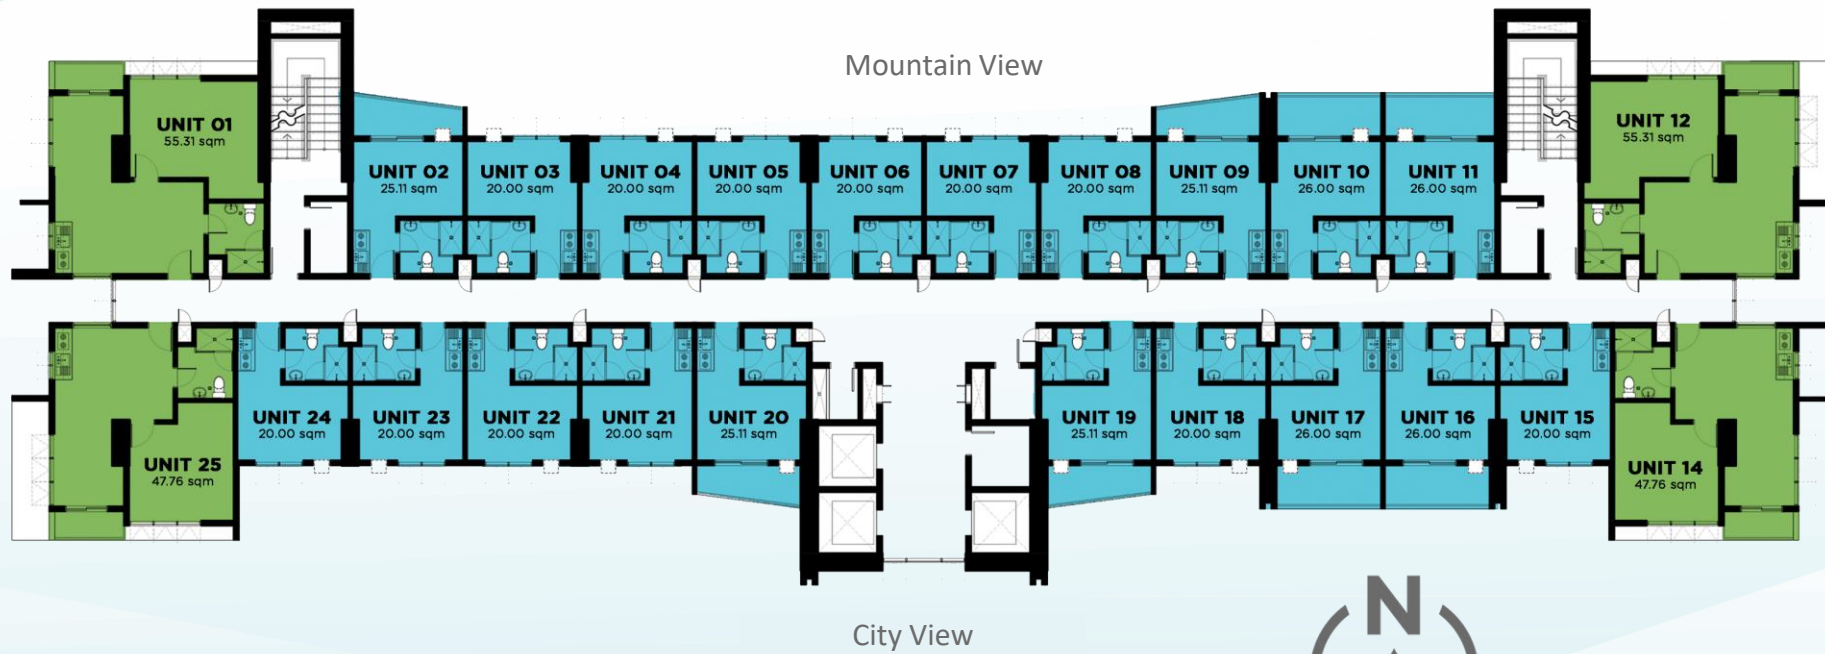 Mountain View
UNIT 01
55.31 sqm
UNIT 02
25.11 sqm
UNIT 03
20.00 sqm
UNIT 04
20.00 sqm
UNIT 05
20.00 sqm
UNIT 06
20.00 sqm
UNIT 07
20.00 sqm
UNIT 08
20.00 sqm
UNIT 09
25.11 sqm
UNIT 10
26.00 sqm
UNIT 11
26.00 sqm
UNIT 12
55.31 sqm
UNIT 25
47.76 sqm
UNIT 24
20.00 sqm
UNIT 23
20.00 sqm
UNIT 22
20.00 sqm
UNIT 21
20.00 sqm
UNIT 20
25.11 sqm
UNIT 19
25.11 sqm
UNIT 18
20.00 sqm
UNIT 17
26.00 sqm
UNIT 16
26.00 sqm
UNIT 15
20.00 sqm
UNIT 14
47.76 sqm
City View
N